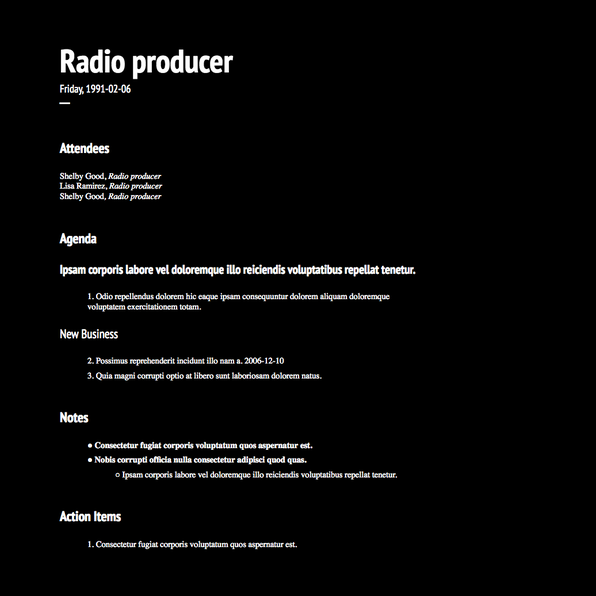 Radio producer
Friday, 1991-02-06
Attendees
Shelby Good, Radio producer
Lisa Ramirez, Radio producer
Shelby Good, Radio producer
Agenda
Ipsam corporis labore vel doloremque illo reiciendis voluptatibus repellat tenetur.
1. Odio repellendus dolorem hic eaque ipsam consequuntur dolorem aliquam doloremque
voluptatem exercitationem totam.
New Business
2. Possimus reprehenderit incidunt illo nam a. 2006-12-10
3. Quia magni corrupti optio at libero sunt laboriosam dolorem natus.
Notes
● Consectetur fugiat corporis voluptatum quos aspernatur est.
● Nobis corrupti officia nulla consectetur adipisci quod quas.
○ Ipsam corporis labore vel doloremque illo reiciendis voluptatibus repellat tenetur.
Action Items
1. Consectetur fugiat corporis voluptatum quos aspernatur est.